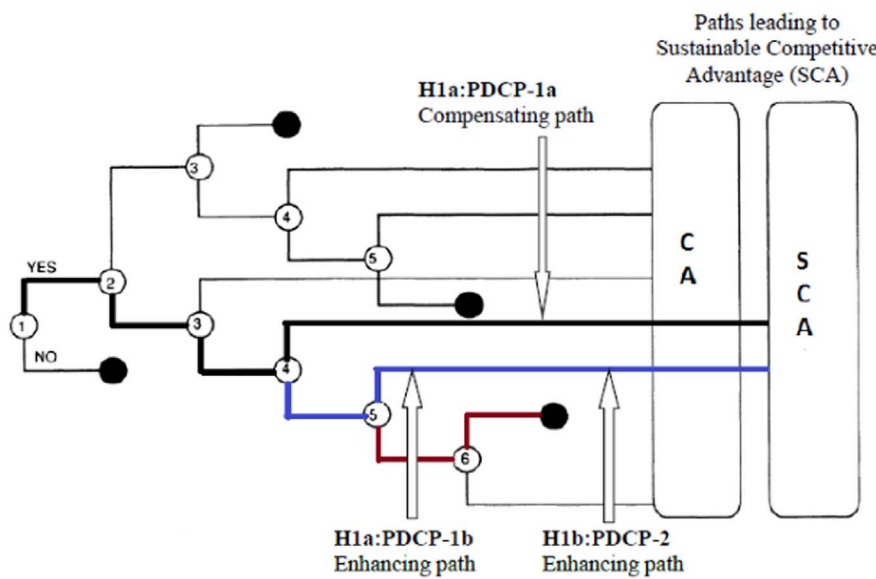 Paths leading to
Sustainable Competitive
Advantage (SCA)
H1a:PDCP-1a
Compensating path
3
4
5
YES
2
1
NO
3
4
5
6
C
A
S
C
A
H1a:PDCP-1b
Enhancing path
H1b:PDCP-2
Enhancing path